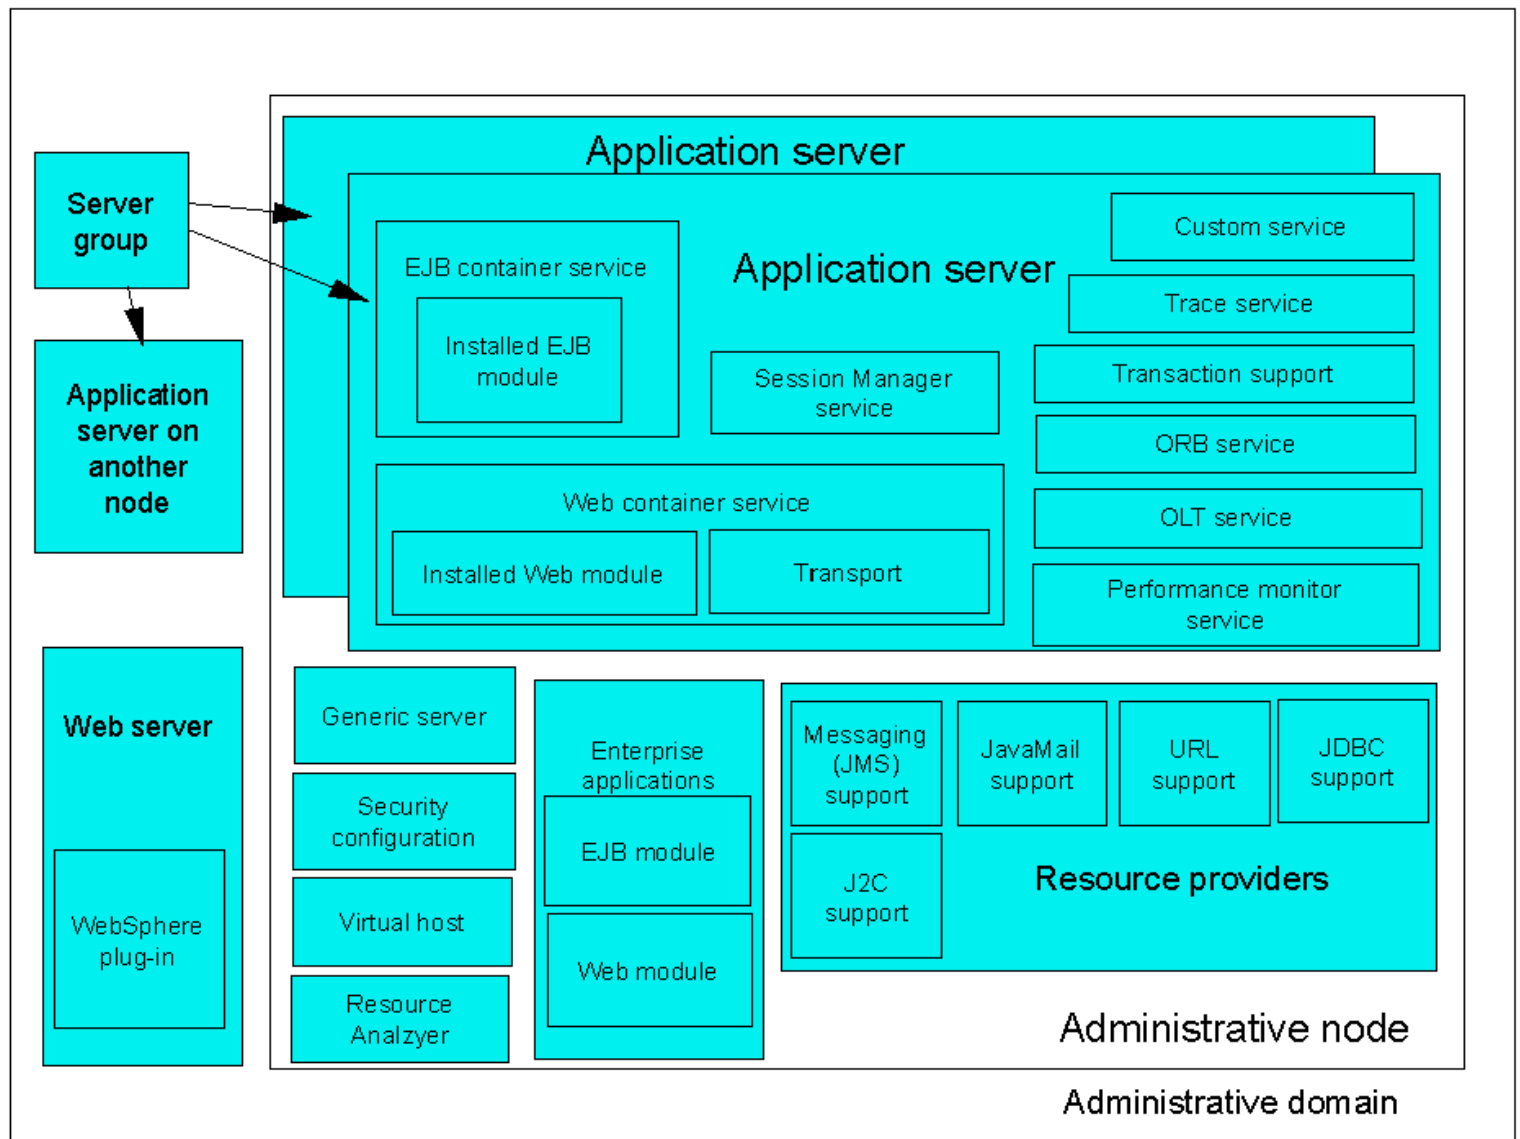 Application server
Server
group
Application
server on
another
node
EJB container service
Installed EJB
module
Application server
Session Manager
service
Custom service
Trace service
Transaction support
ORB service
OLT service
Performance monitor
service
Web container service
Installed Web module
Transport
Web server
WebSphere
plug-in
Generic server
Security
configuration
Virtual host
Resource
Analzyer
Enterprise
applications
EJB module
Web module
Messaging
(JMS)
support
JavaMail
support
URL
support
JDBC
support
J2C
support
Resource providers
Administrative node
Administrative domain